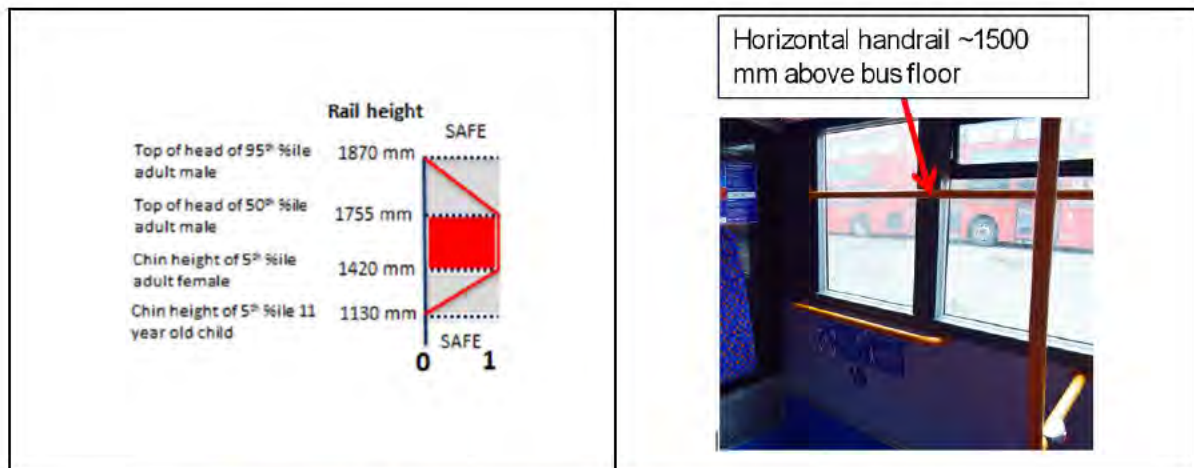 Rail height
SAFE
Top of head of 95th %ile
adult male
1870 mm
Top of head of 50th %ile
adult male
1755 mm
Chin height of 5th %ile
adult female
1420 mm
Chin height of 5th %ile 11
year old child
1130 mm
SAFE
0 1
Horizontal handrail ~1500
mm above bus floor